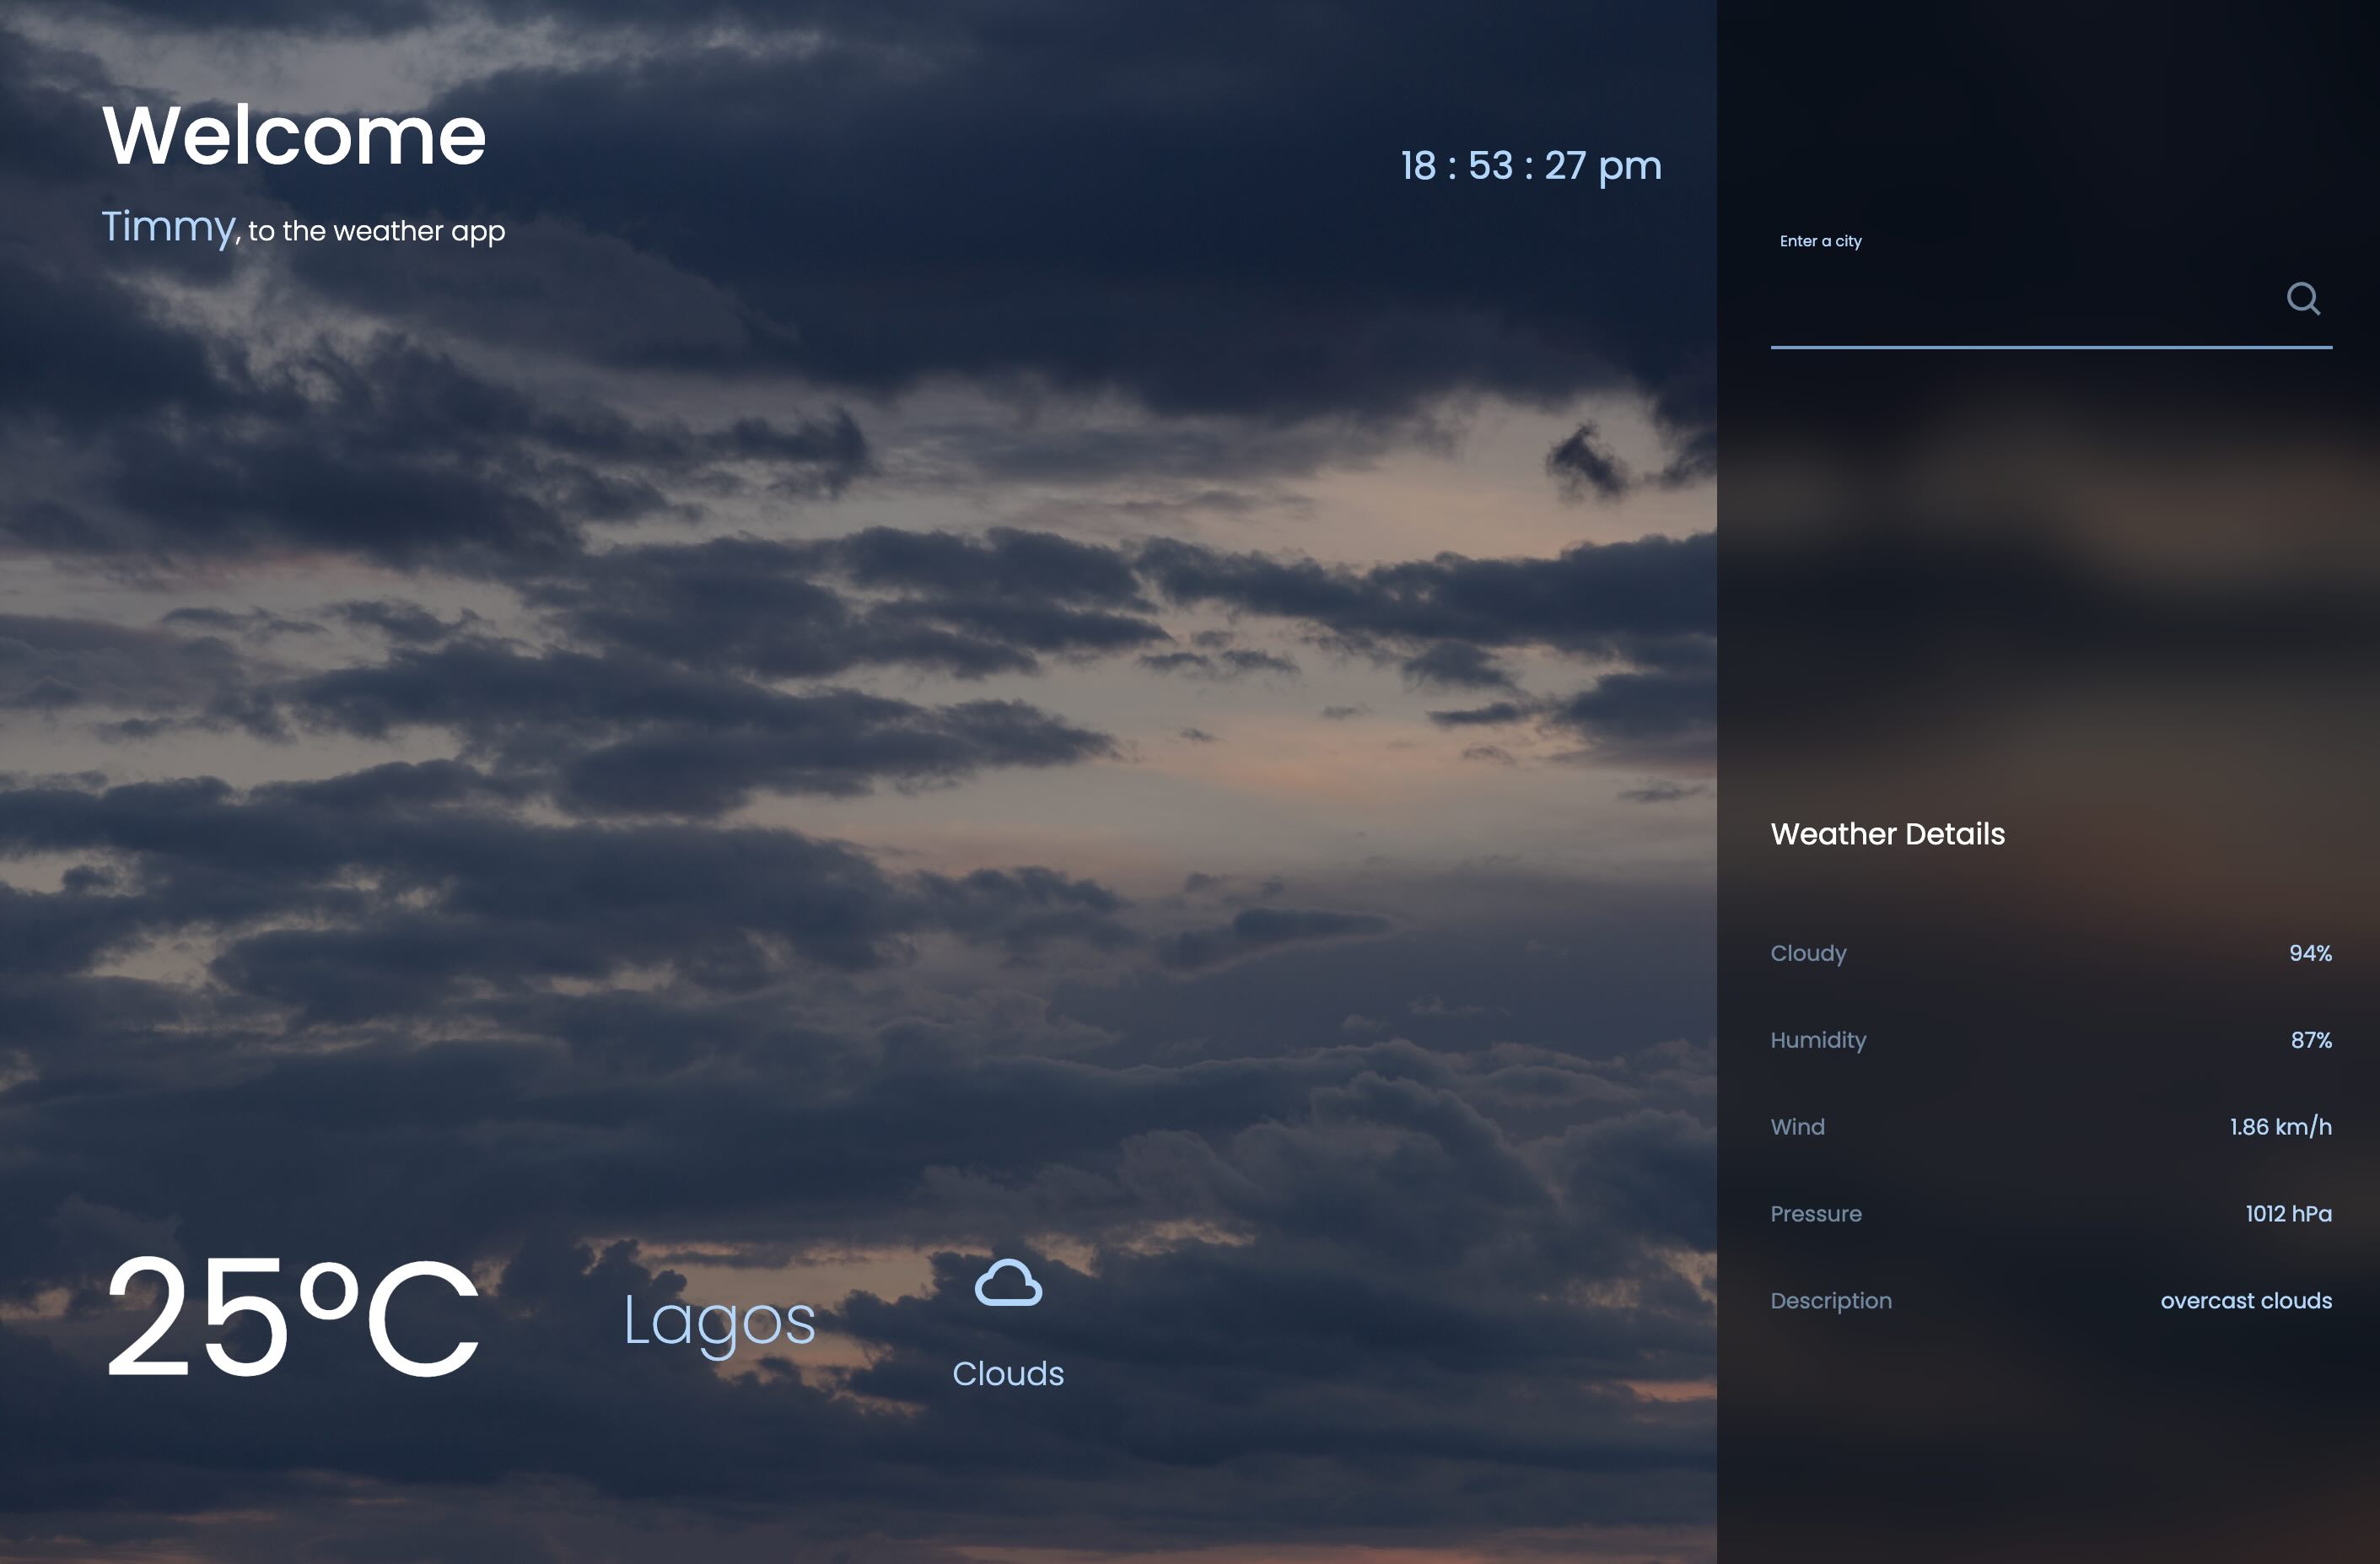 Welcome
Timmy, to the weather app
18 : 53 : 27 pm
25°C
Lagos
Clouds
Enter a city
Weather Details
Cloudy 94%
Humidity 87%
Wind 1.86 km/h
Pressure 1012 hPa
Description overcast clouds